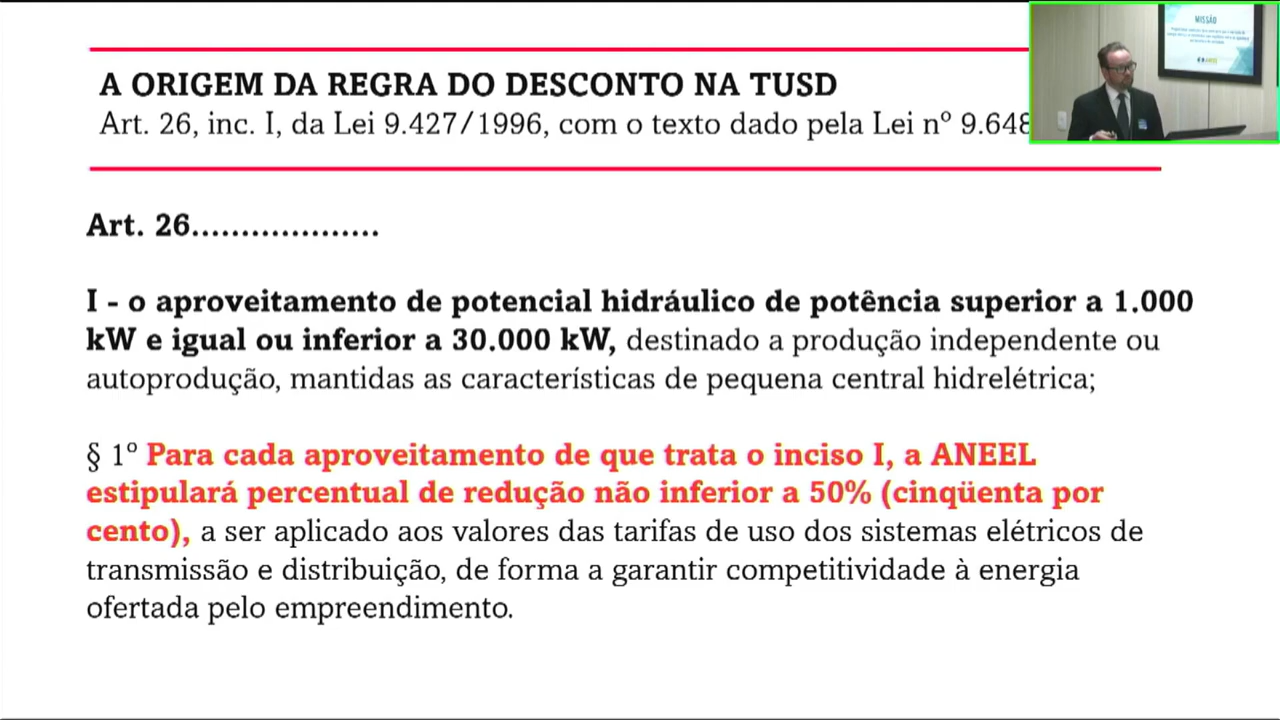 A ORIGEM DA REGRA DO DESCONTO NA TUSD
Art. 26, inc. I, da Lei 9.427/1996, com o texto dado pela Lei nº 9.648
MISSÃO
Art. 26...................
I - o aproveitamento de potencial hidráulico de potência superior a 1.000
kW e igual ou inferior a 30.000 kW, destinado a produção independente ou
autoprodução, mantidas as características de pequena central hidrelétrica;
§ 1º Para cada aproveitamento de que trata o inciso I, a ANEEL
estipulará percentual de redução não inferior a 50% (cinqüenta por
cento), a ser aplicado aos valores das tarifas de uso dos sistemas elétricos de
transmissão e distribuição, de forma a garantir competitividade à energia
ofertada pelo empreendimento.